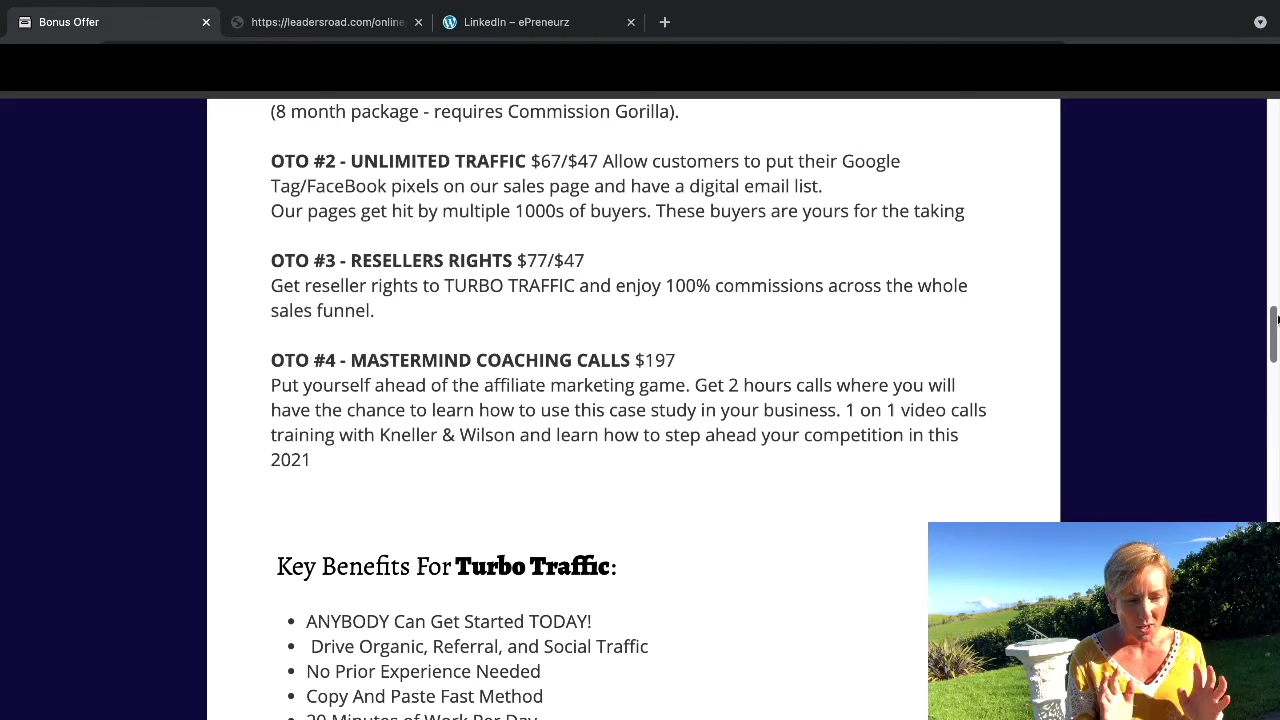 Bonus Offer
https://leadersroad.com/online
LinkedIn – ePreneurz
(8 month package - requires Commission Gorilla).
OTO #2 - UNLIMITED TRAFFIC $67/$47 Allow customers to put their Google
Tag/FaceBook pixels on our sales page and have a digital email list.
Our pages get hit by multiple 1000s of buyers. These buyers are yours for the taking
OTO #3 - RESELLERS RIGHTS $77/$47
Get reseller rights to TURBO TRAFFIC and enjoy 100% commissions across the whole
sales funnel.
OTO #4 - MASTERMIND COACHING CALLS $197
Put yourself ahead of the affiliate marketing game. Get 2 hours calls where you will
have the chance to learn how to use this case study in your business. 1 on 1 video calls
training with Kneller & Wilson and learn how to step ahead your competition in this
2021
Key Benefits For Turbo Traffic:
ANYBODY Can Get Started TODAY!
Drive Organic, Referral, and Social Traffic
No Prior Experience Needed
Copy And Paste Fast Method
20 Minutes of Work Per Day